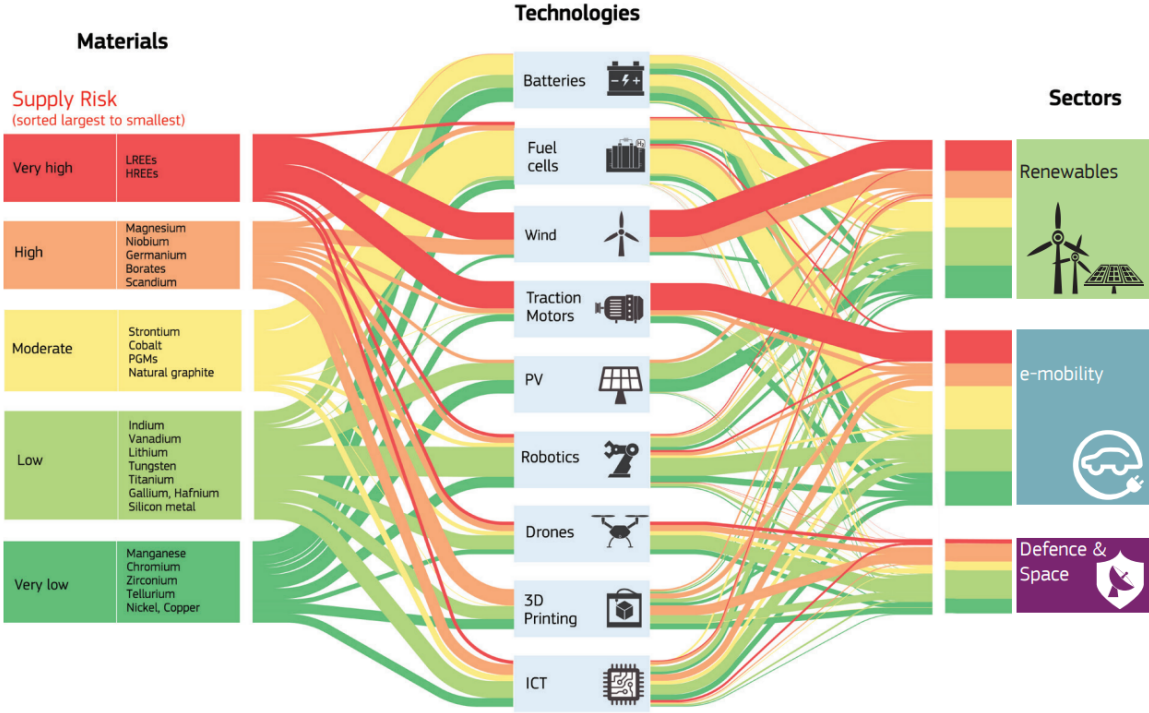 Materials
Technologies
Sectors
Supply Risk
(sorted largest to smallest)
Very high
LREEs
HREEs
High
Magnesium
Niobium
Germanium
Borates
Scandium
Moderate
Strontium
Cobalt
PGMs
Natural graphite
Low
Indium
Vanadium
Lithium
Tungsten
Titanium
Gallium, Hafnium
Silicon metal
Very low
Manganese
Chromium
Zirconium
Tellurium
Nickel, Copper
Batteries
Fuel
cells
H₂
Wind
Traction
Motors
PV
Robotics
Drones
3D
Printing
ICT
Renewables
e-mobility
Defence &
Space